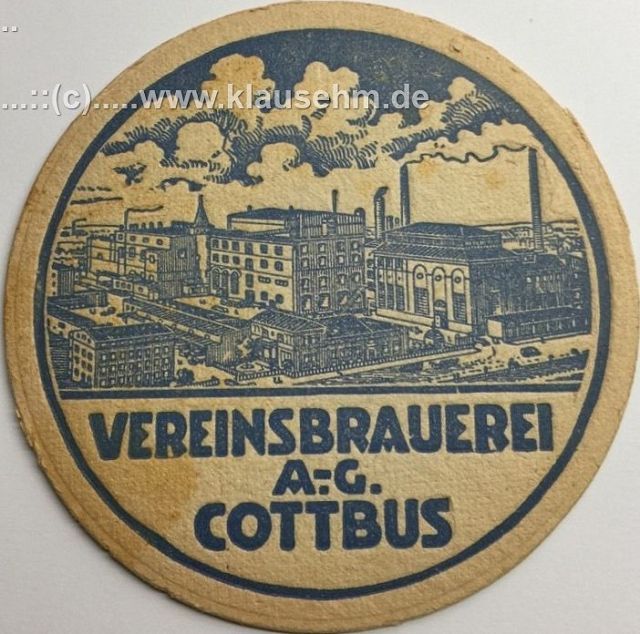 ..
...::(c).....www.klausehm.de
VEREINSBRAUEREI
A.-G.
COTTBUS